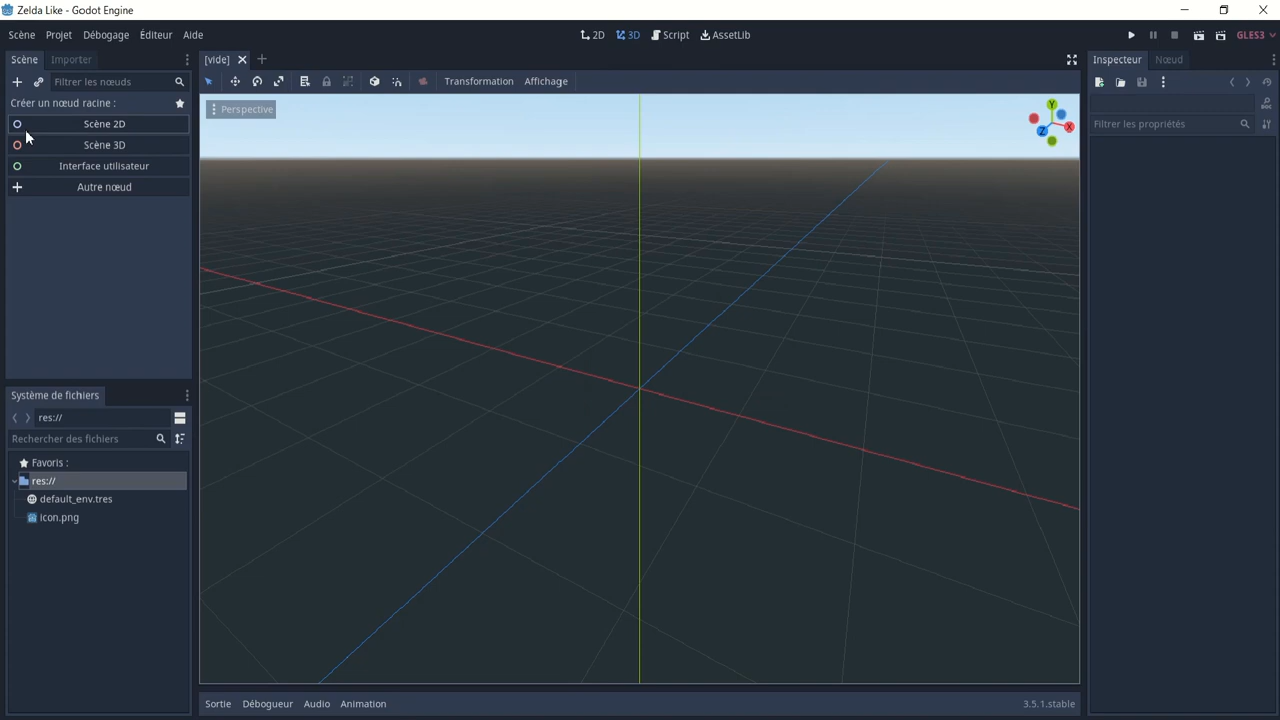 Zelda Like - Godot Engine
Scène Projet Débogage Éditeur Aide
2D 3D Script AssetLib
GLES3
Scène Importer
[vide]
Inspecteur Nœud
Filtrer les nœuds
Transformation Affichage
Créer un nœud racine :
Perspective
Y
X
Z
Scène 2D
Filtrer les propriétés
Scène 3D
Interface utilisateur
Autre nœud
Système de fichiers
res://
Rechercher des fichiers
Favoris :
res://
default_env.tres
icon.png
Sortie Débogueur Audio Animation
3.5.1.stable